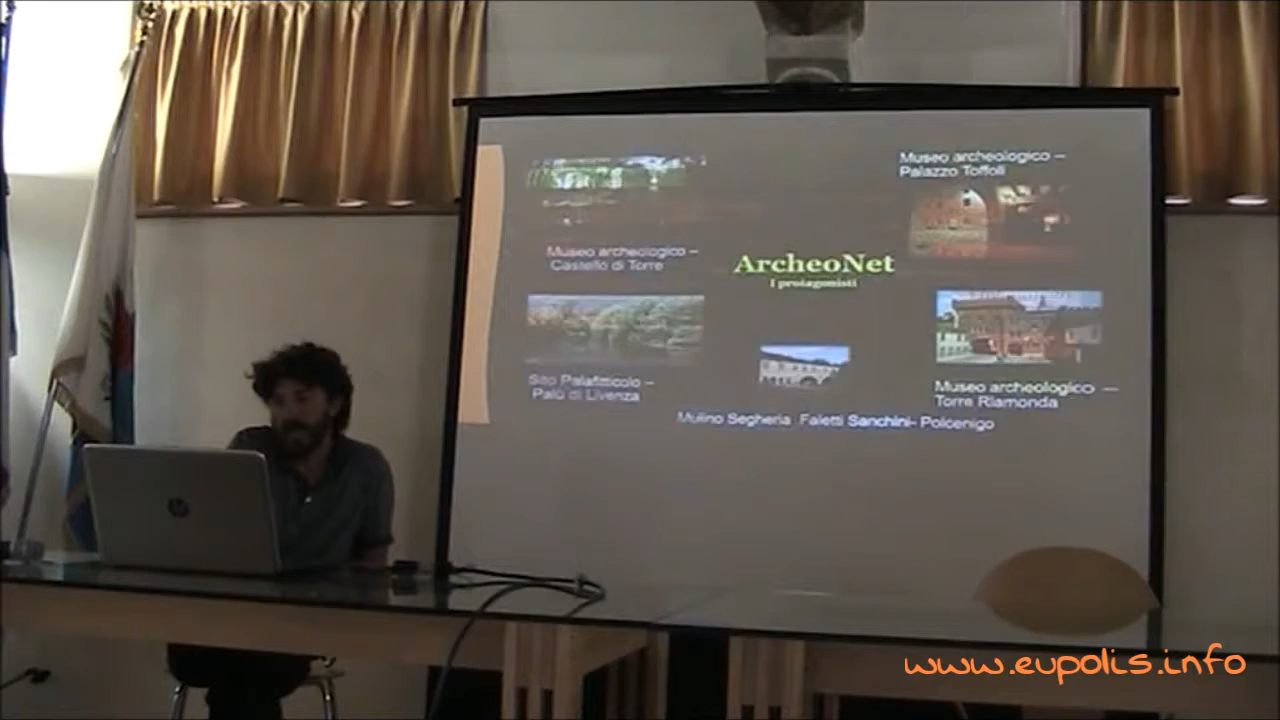 Museo archeologico –
Palazzo Toffoli
Museo archeologico –
Castello di Torre
ArcheoNet
I protagonisti
Sito Palafitticolo –
Palù di Livenza
Museo archeologico —
Torre Riamonda
Mulino Segheria Faletti Sanchini- Polcenigo
hp
www.eupolis.info